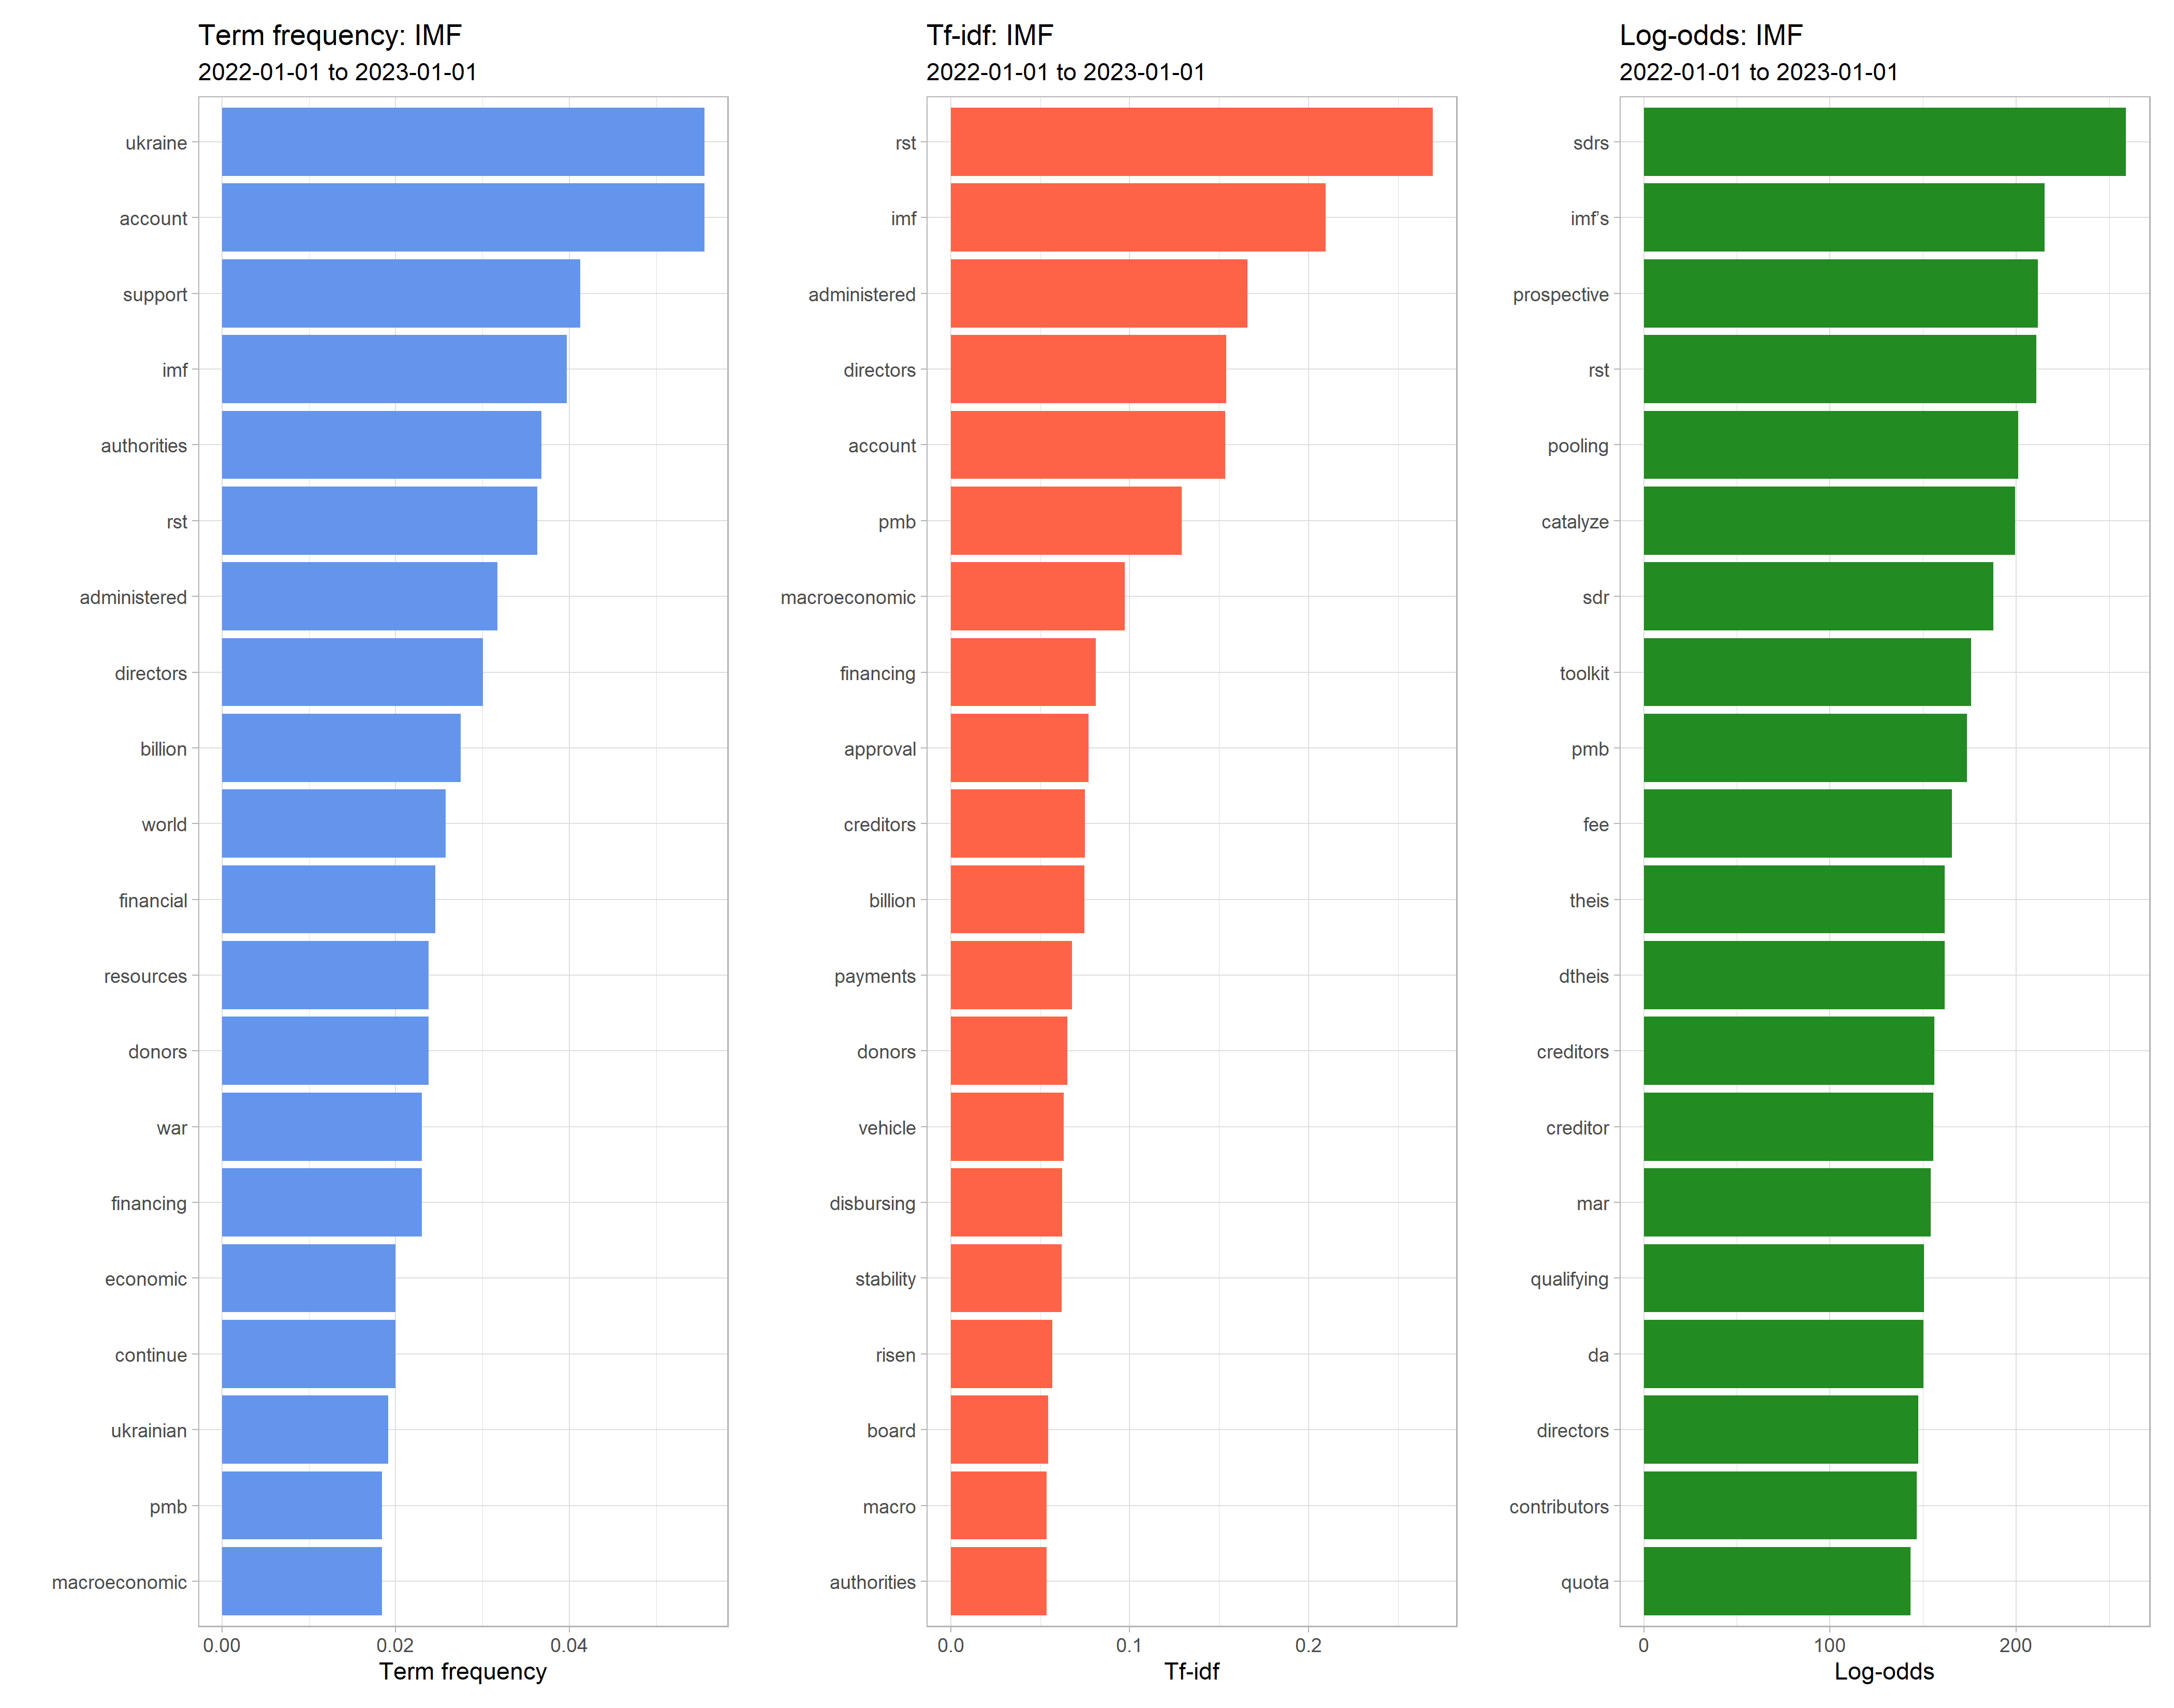 Term frequency: IMF
2022-01-01 to 2023-01-01
ukraine
account
support
imf
authorities
rst
administered
directors
billion
world
financial
resources
donors
war
financing
economic
continue
ukrainian
pmb
macroeconomic
0.00
0.02
0.04
Term frequency
Tf-idf: IMF
2022-01-01 to 2023-01-01
rst
imf
administered
directors
account
pmb
macroeconomic
financing
approval
creditors
billion
payments
donors
vehicle
disbursing
stability
risen
board
macro
authorities
0.0
0.1
0.2
Tf-idf
Log-odds: IMF
2022-01-01 to 2023-01-01
sdrs
imf’s
prospective
rst
pooling
catalyze
sdr
toolkit
pmb
fee
theis
dtheis
creditors
creditor
mar
qualifying
da
directors
contributors
quota
0
100
200
Log-odds